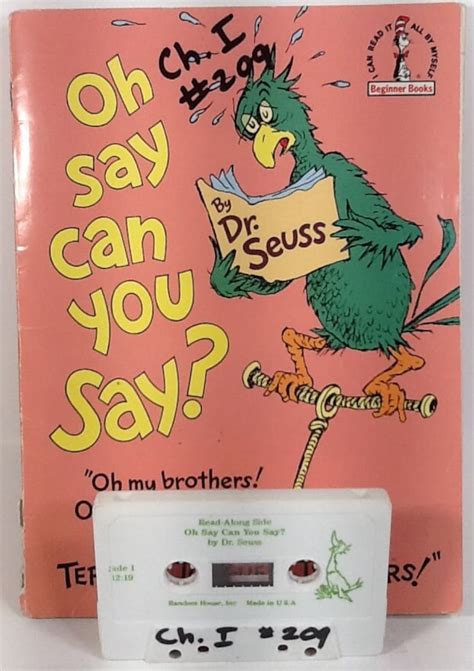 Ch. I
#209
I CAN READ IT ALL BY MYSELF
Beginner Books
Oh
say
can
you
say?
By
Dr.
Seuss
"Oh my brothers!
RS!"
Read-Along Side
Oh Say Can You Say?
by Dr. Seuss
Side 1
12:19
Random House, Inc Made in U S A
Ch. I #209